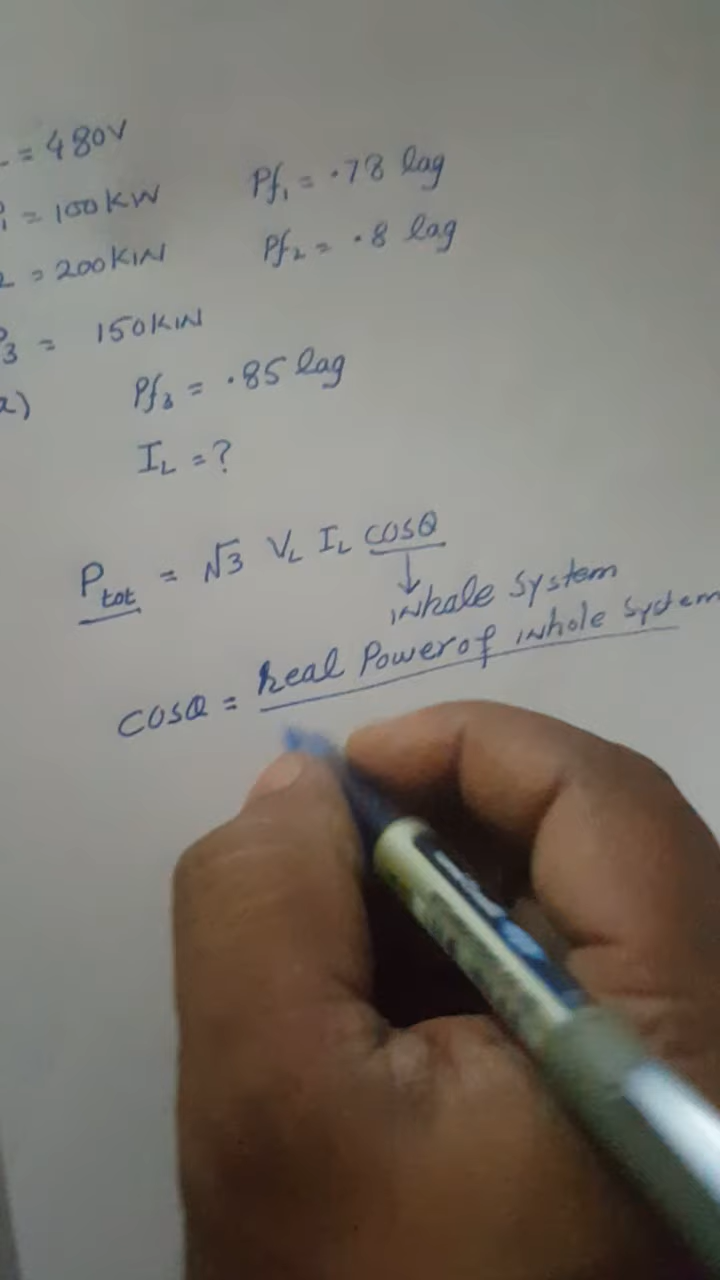 = 480V
= 100KW Pf₁ = .78 lag
2 = 200KW Pf₂ = .8 lag
P3 = 150KW
a) Pf₃ = .85 lag
I_L = ?
P_tot = √3 V_L I_L cosθ
↓
whole system
cosθ = Real Power of whole system